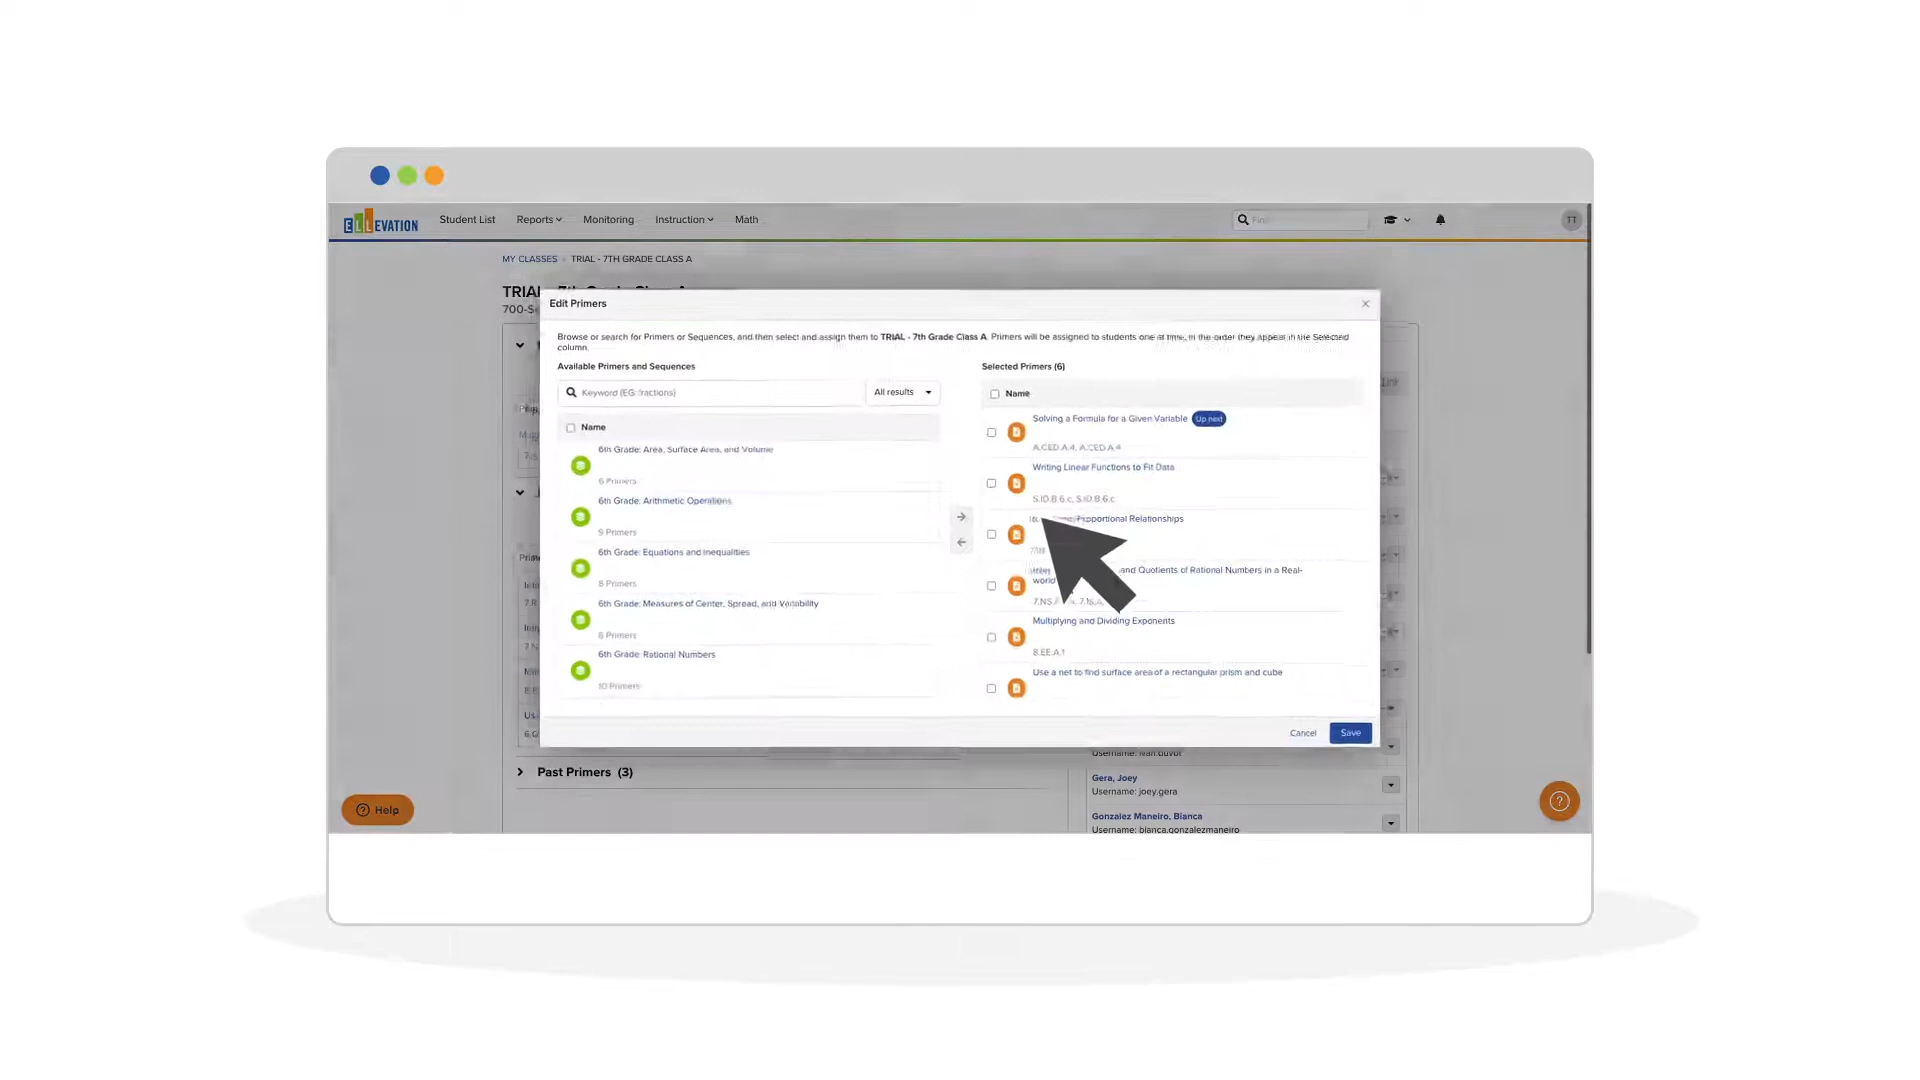 ELLEVATION
Student List
Reports
Monitoring
Instruction
Math
Find
TT
MY CLASSES
TRIAL - 7TH GRADE CLASS A
TRIAL - 7th Grade Class A
700-S
Edit Primers
Browse or search for Primers or Sequences, and then select and assign them to TRIAL - 7th Grade Class A. Primers will be assigned to students one at time, in the order they appear in the Selected
column.
Available Primers and Sequences
Keyword (EG: fractions)
All results
Name
6th Grade: Area, Surface Area, and Volume
6 Primers
6th Grade: Arithmetic Operations
9 Primers
6th Grade: Equations and Inequalities
8 Primers
6th Grade: Measures of Center, Spread, and Variability
6 Primers
6th Grade: Rational Numbers
10 Primers
Selected Primers (6)
Name
Solving a Formula for a Given Variable
Up next
A.CED.A.4, A.CED.A.4
Writing Linear Functions to Fit Data
S.ID.B.6.c, S.ID.B.6.c
Proportional Relationships
and Quotients of Rational Numbers in a Real-
world
Multiplying and Dividing Exponents
8.EE.A.1
Use a net to find surface area of a rectangular prism and cube
Cancel
Save
Link
Past Primers (3)
Gera, Joey
Username: joey.gera
Gonzalez Maneiro, Bianca
Username: bianca.gonzalezmaneiro
Help